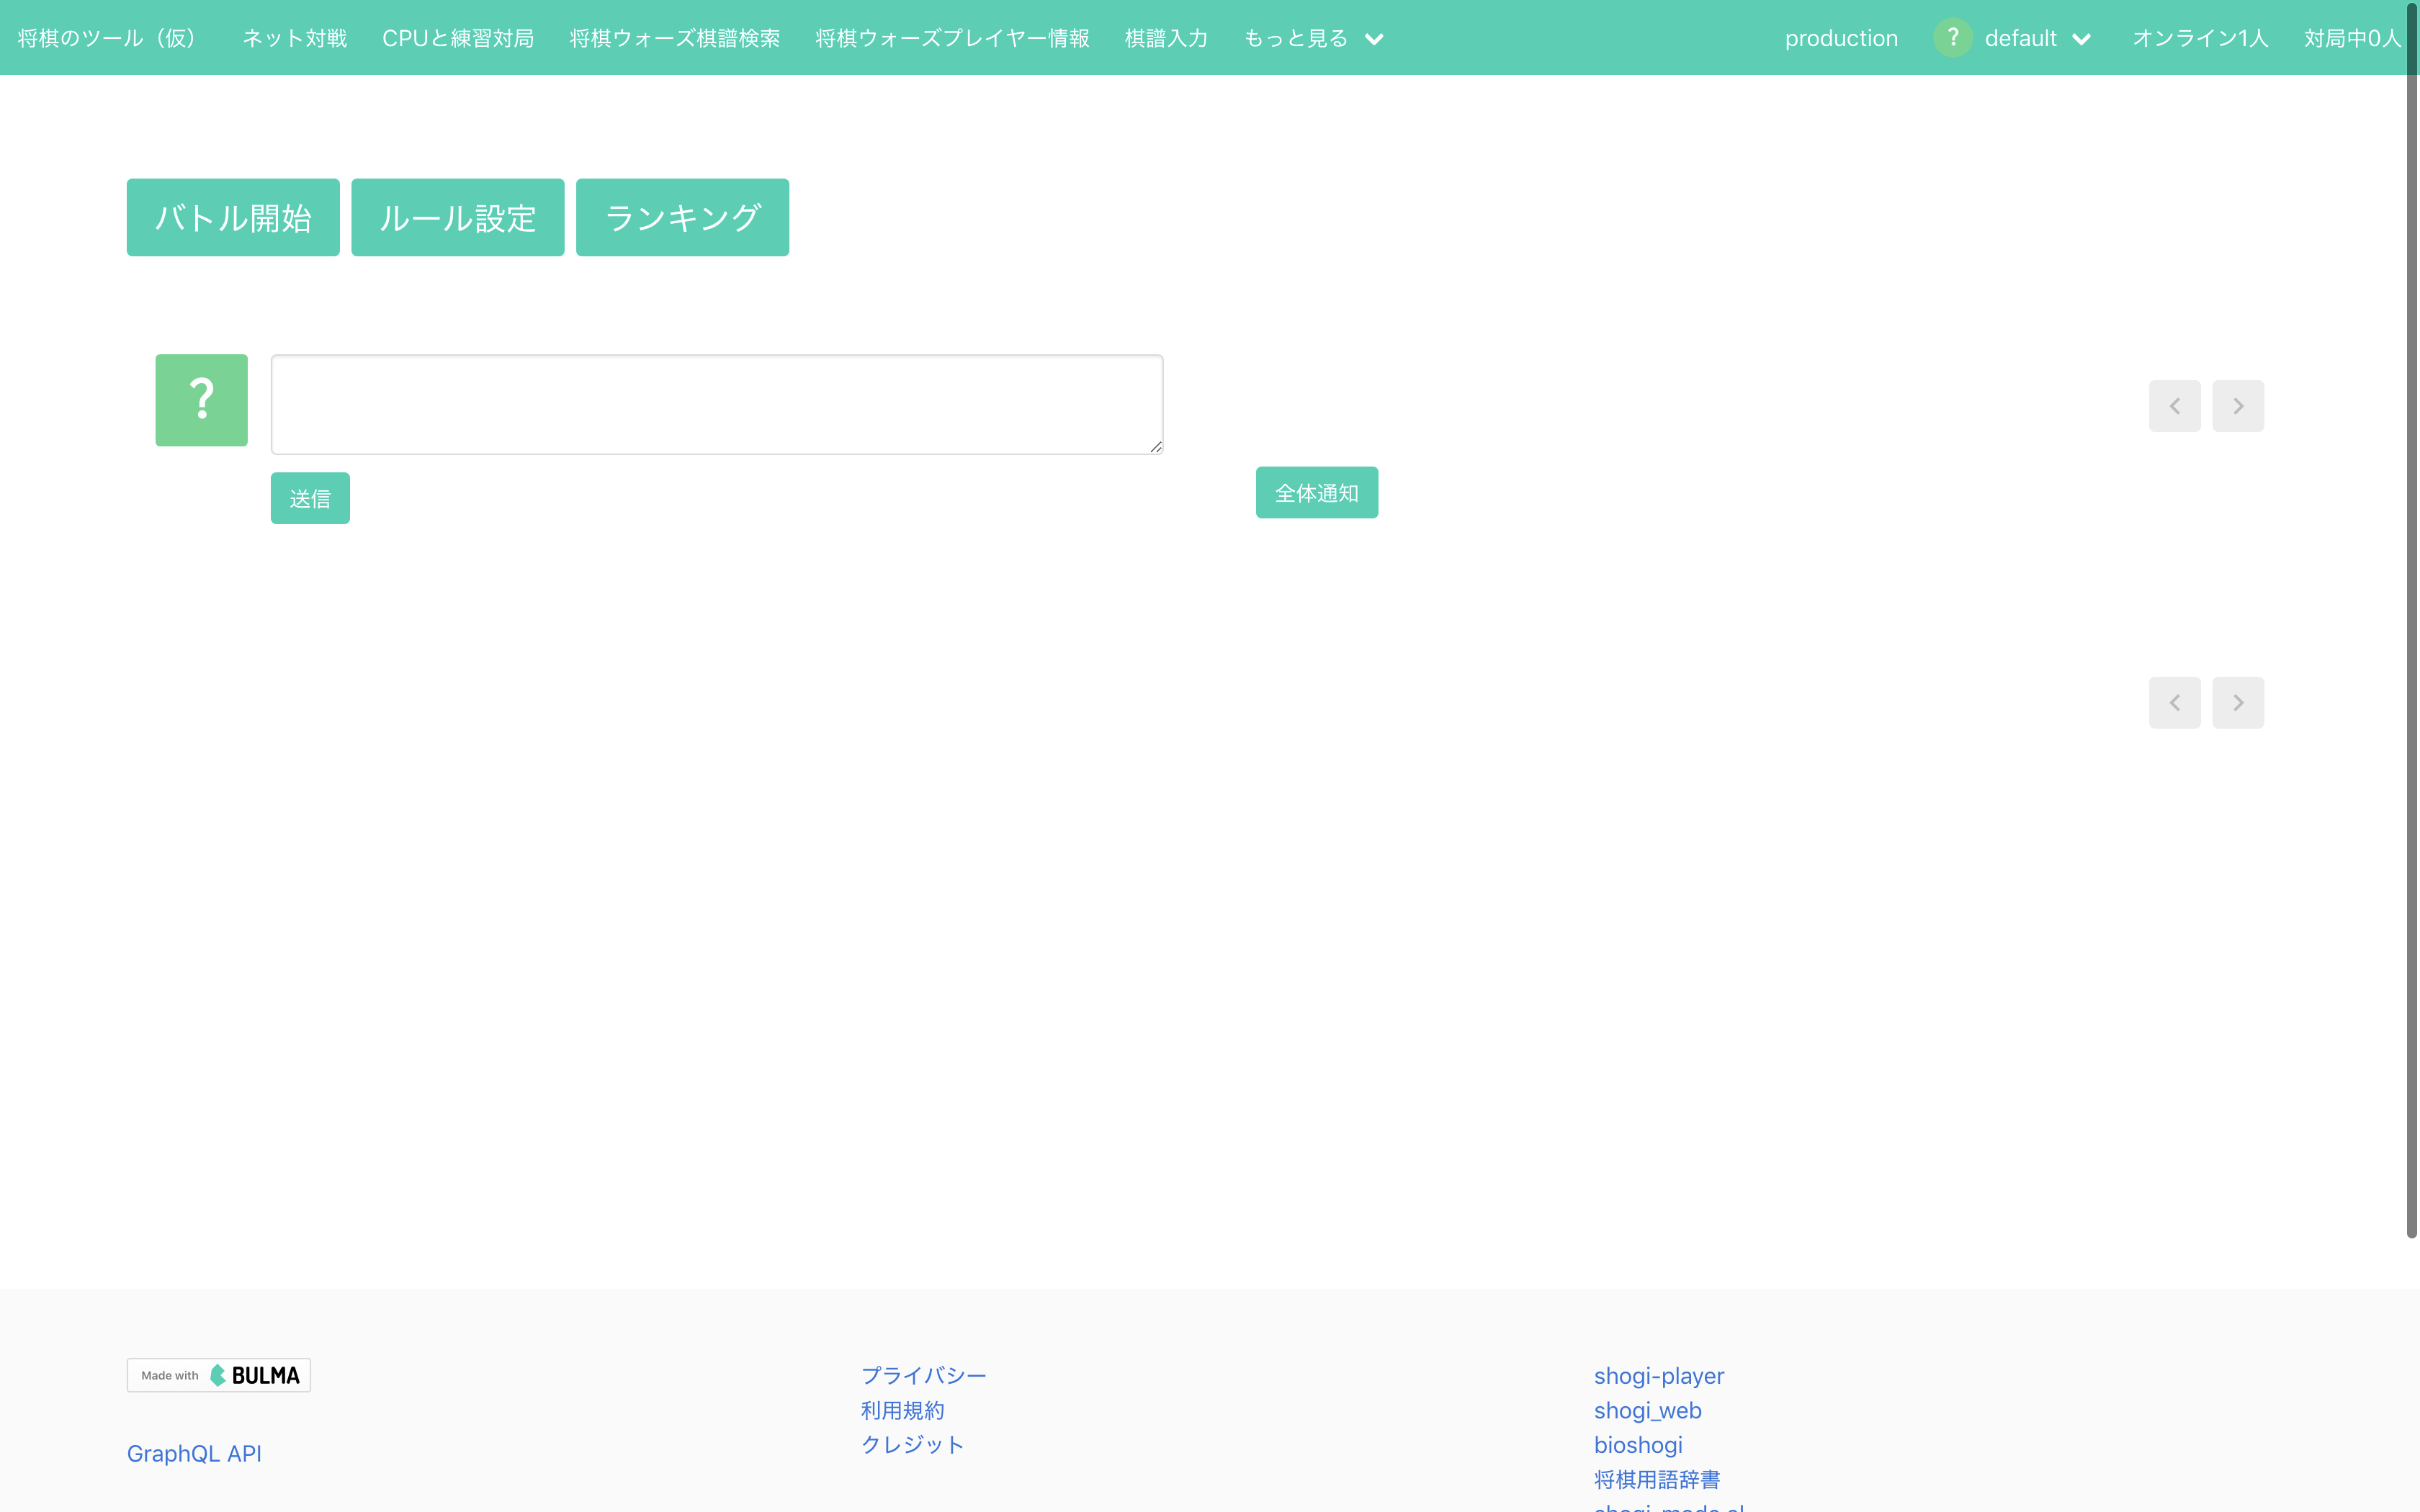 将棋のツール（仮） ネット対戦 CPUと練習対局 将棋ウォーズ棋譜検索 将棋ウォーズプレイヤー情報 棋譜入力 もっと見る production ? default オンライン1人 対局中0人
バトル開始 ルール設定 ランキング
?
送信 全体通知
Made with BULMA
GraphQL API
プライバシー
利用規約
クレジット
shogi-player
shogi_web
bioshogi
将棋用語辞書